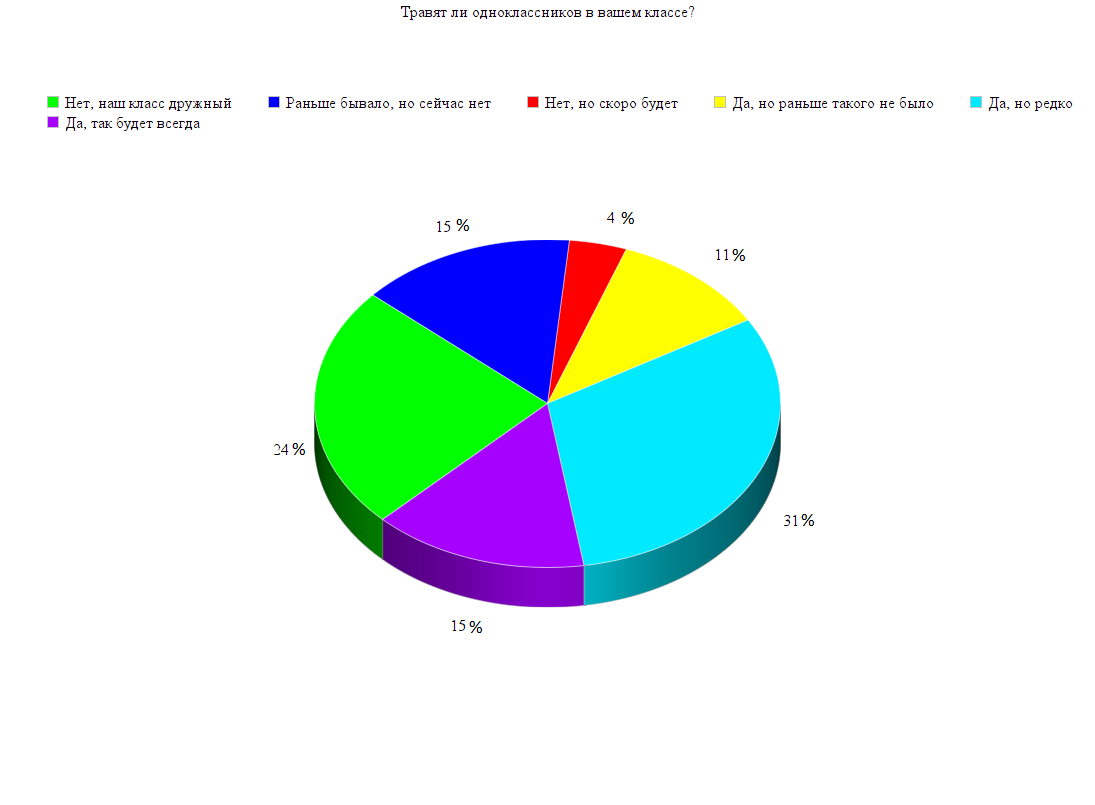 Травят ли одноклассников в вашем классе?
Нет, наш класс дружный Раньше бывало, но сейчас нет Нет, но скоро будет Да, но раньше такого не было Да, но редко
Да, так будет всегда
4 %
15 %
11%
24 %
31%
15%